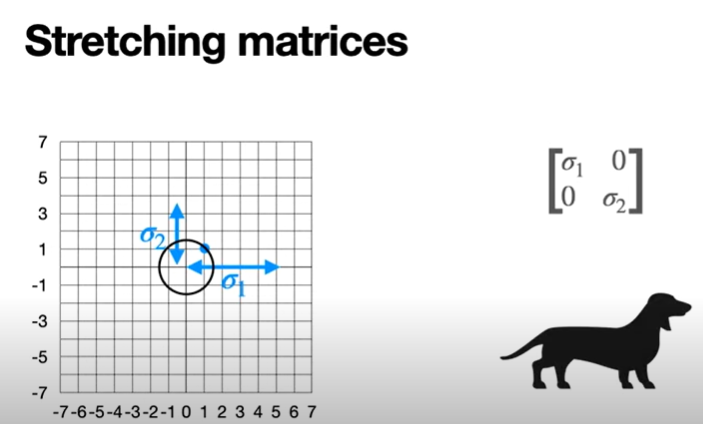 Stretching matrices
7
5
3
1
-1
-3
-5
-7
-7-6-5-4-3-2-1 0 1 2 3 4 5 6 7
σ₂
σ₁
σ₁ 0
0 σ₂